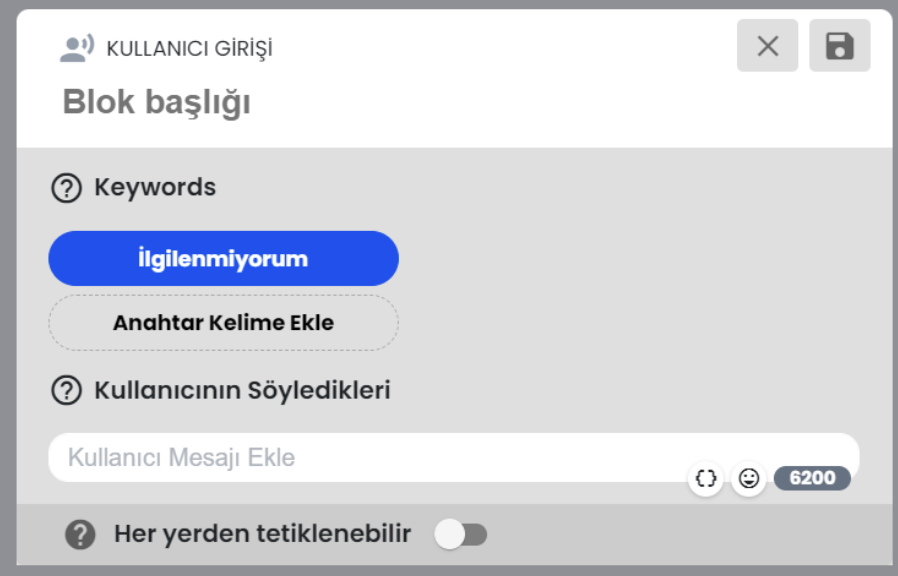 KULLANICI GİRİŞİ
Blok başlığı
Keywords
İlgilenmiyorum
Anahtar Kelime Ekle
Kullanıcının Söyledikleri
Kullanıcı Mesajı Ekle
6200
Her yerden tetiklenebilir